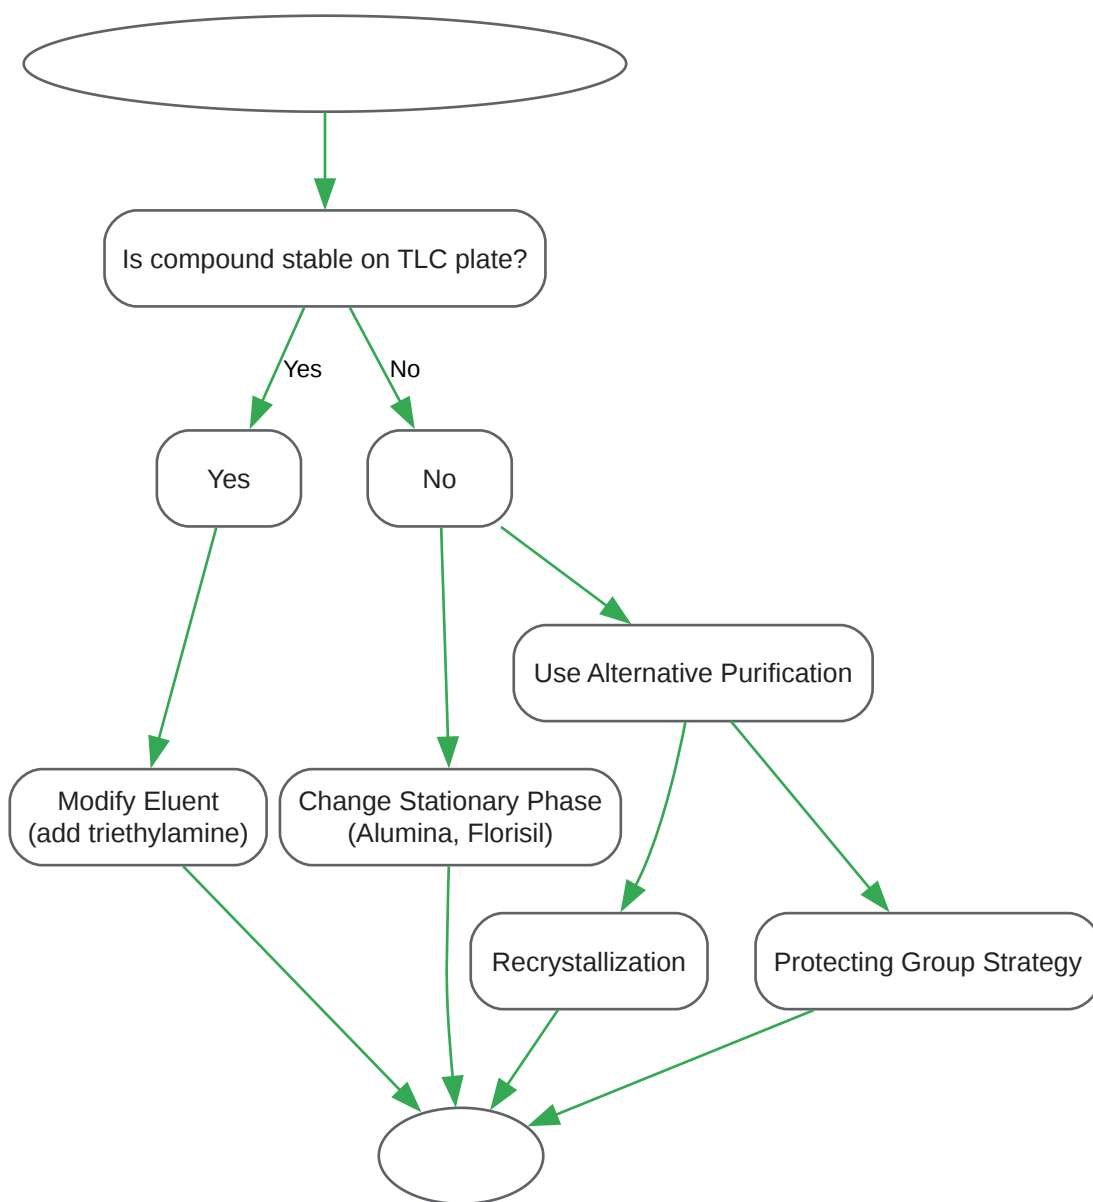 Is compound stable on TLC plate?
Yes
No
Yes
No
Use Alternative Purification
Modify Eluent
(add triethylamine)
Change Stationary Phase
(Alumina, Florisil)
Recrystallization
Protecting Group Strategy